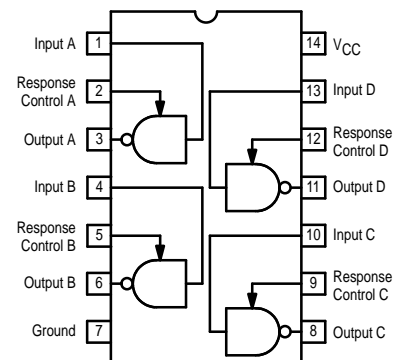 Input A
1
14
VCC
Response
Control A
2
13
Input D
Output A
3
12
Response
Control D
Input B
4
11
Output D
Response
Control B
5
10
Input C
Output B
6
9
Response
Control C
Ground
7
8
Output C